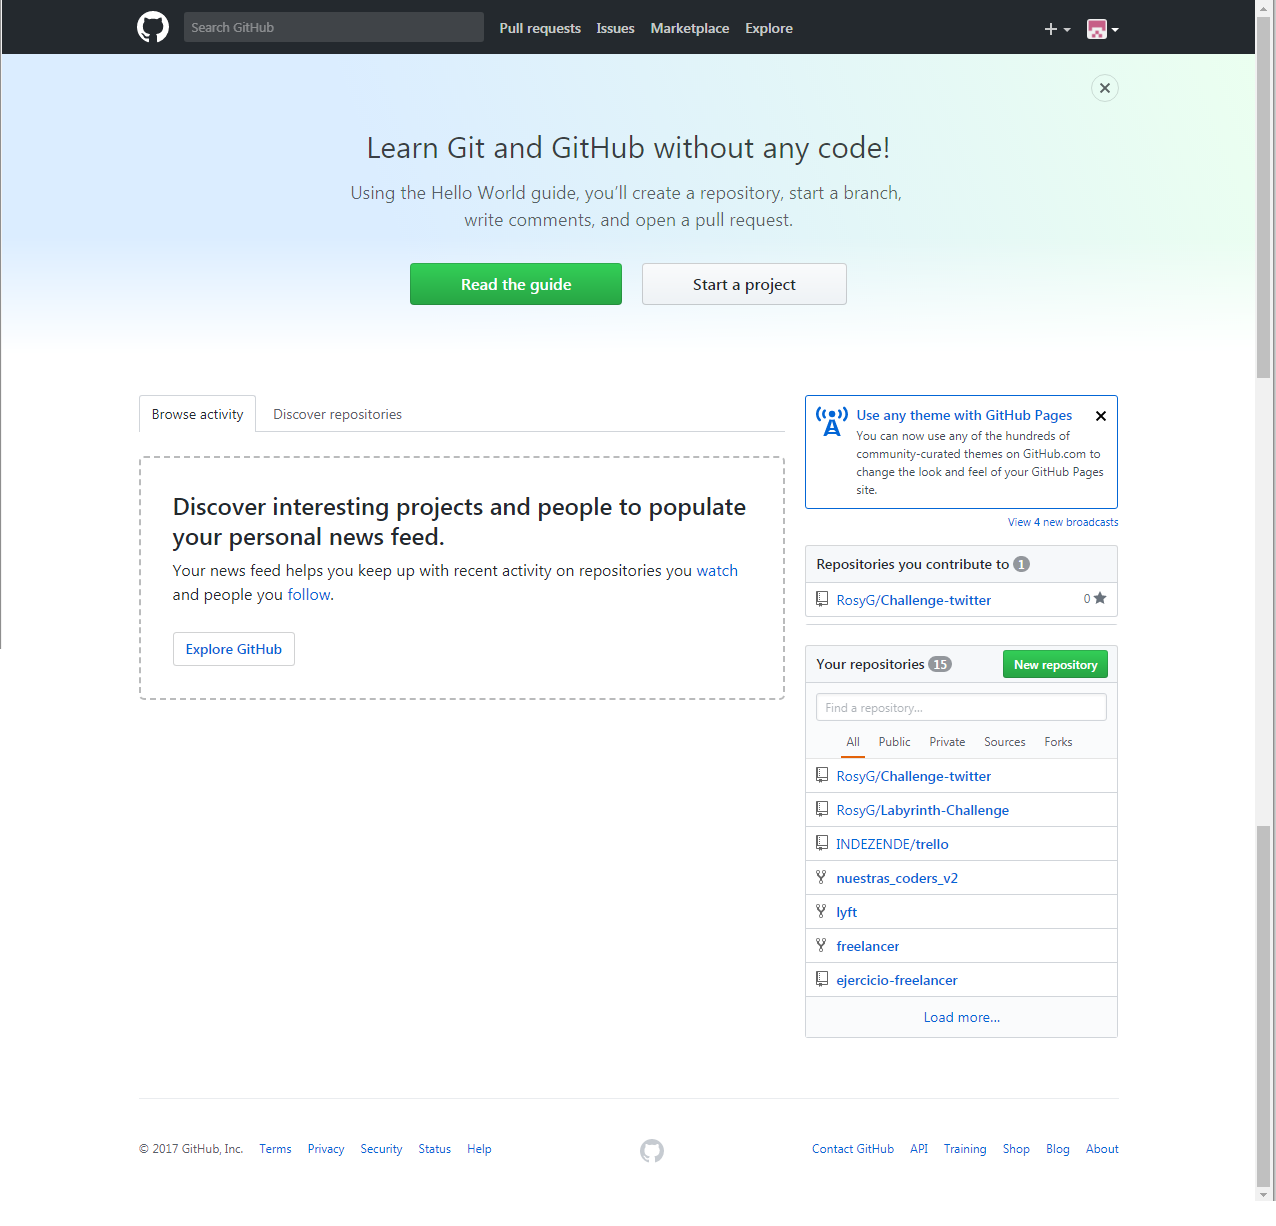 Search GitHub
Pull requests
Issues
Marketplace
Explore
Learn Git and GitHub without any code!
Using the Hello World guide, you’ll create a repository, start a branch,
write comments, and open a pull request.
Read the guide
Start a project
Browse activity
Discover repositories
Discover interesting projects and people to populate
your personal news feed.
Your news feed helps you keep up with recent activity on repositories you watch
and people you follow.
Explore GitHub
Use any theme with GitHub Pages
You can now use any of the hundreds of
community-curated themes on GitHub.com to
change the look and feel of your GitHub Pages
site.
View 4 new broadcasts
Repositories you contribute to 1
RosyG/Challenge-twitter 0
Your repositories 15
New repository
Find a repository...
All Public Private Sources Forks
RosyG/Challenge-twitter
RosyG/Labyrinth-Challenge
INDEZENDE/trello
nuestras_coders_v2
lyft
freelancer
ejercicio-freelancer
Load more...
© 2017 GitHub, Inc. Terms Privacy Security Status Help
Contact GitHub API Training Shop Blog About